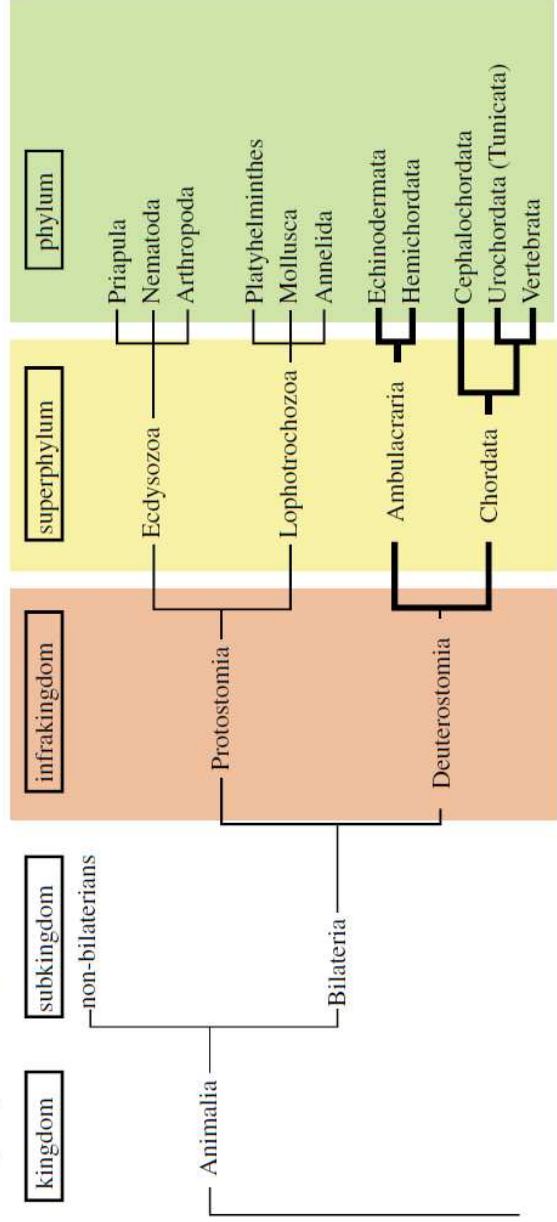 kingdom
subkingdom
infrakingdom
superphylum
phylum
Animalia
non-bilaterians
Bilateria
Protostomia
Deuterostomia
Ecdysozoa
Lophotrochozoa
Ambulacraria
Chordata
Priapula
Nematoda
Arthropoda
Platyhelminthes
Mollusca
Annelida
Echinodermata
Hemichordata
Cephalochordata
Urochordata (Tunicata)
Vertebrata